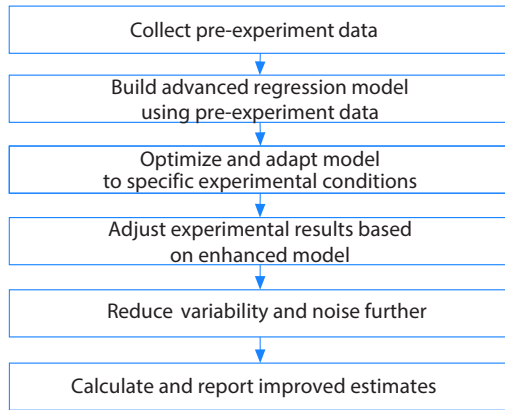 Collect pre-experiment data
Build advanced regression model
using pre-experiment data
Optimize and adapt model
to specific experimental conditions
Adjust experimental results based
on enhanced model
Reduce variability and noise further
Calculate and report improved estimates